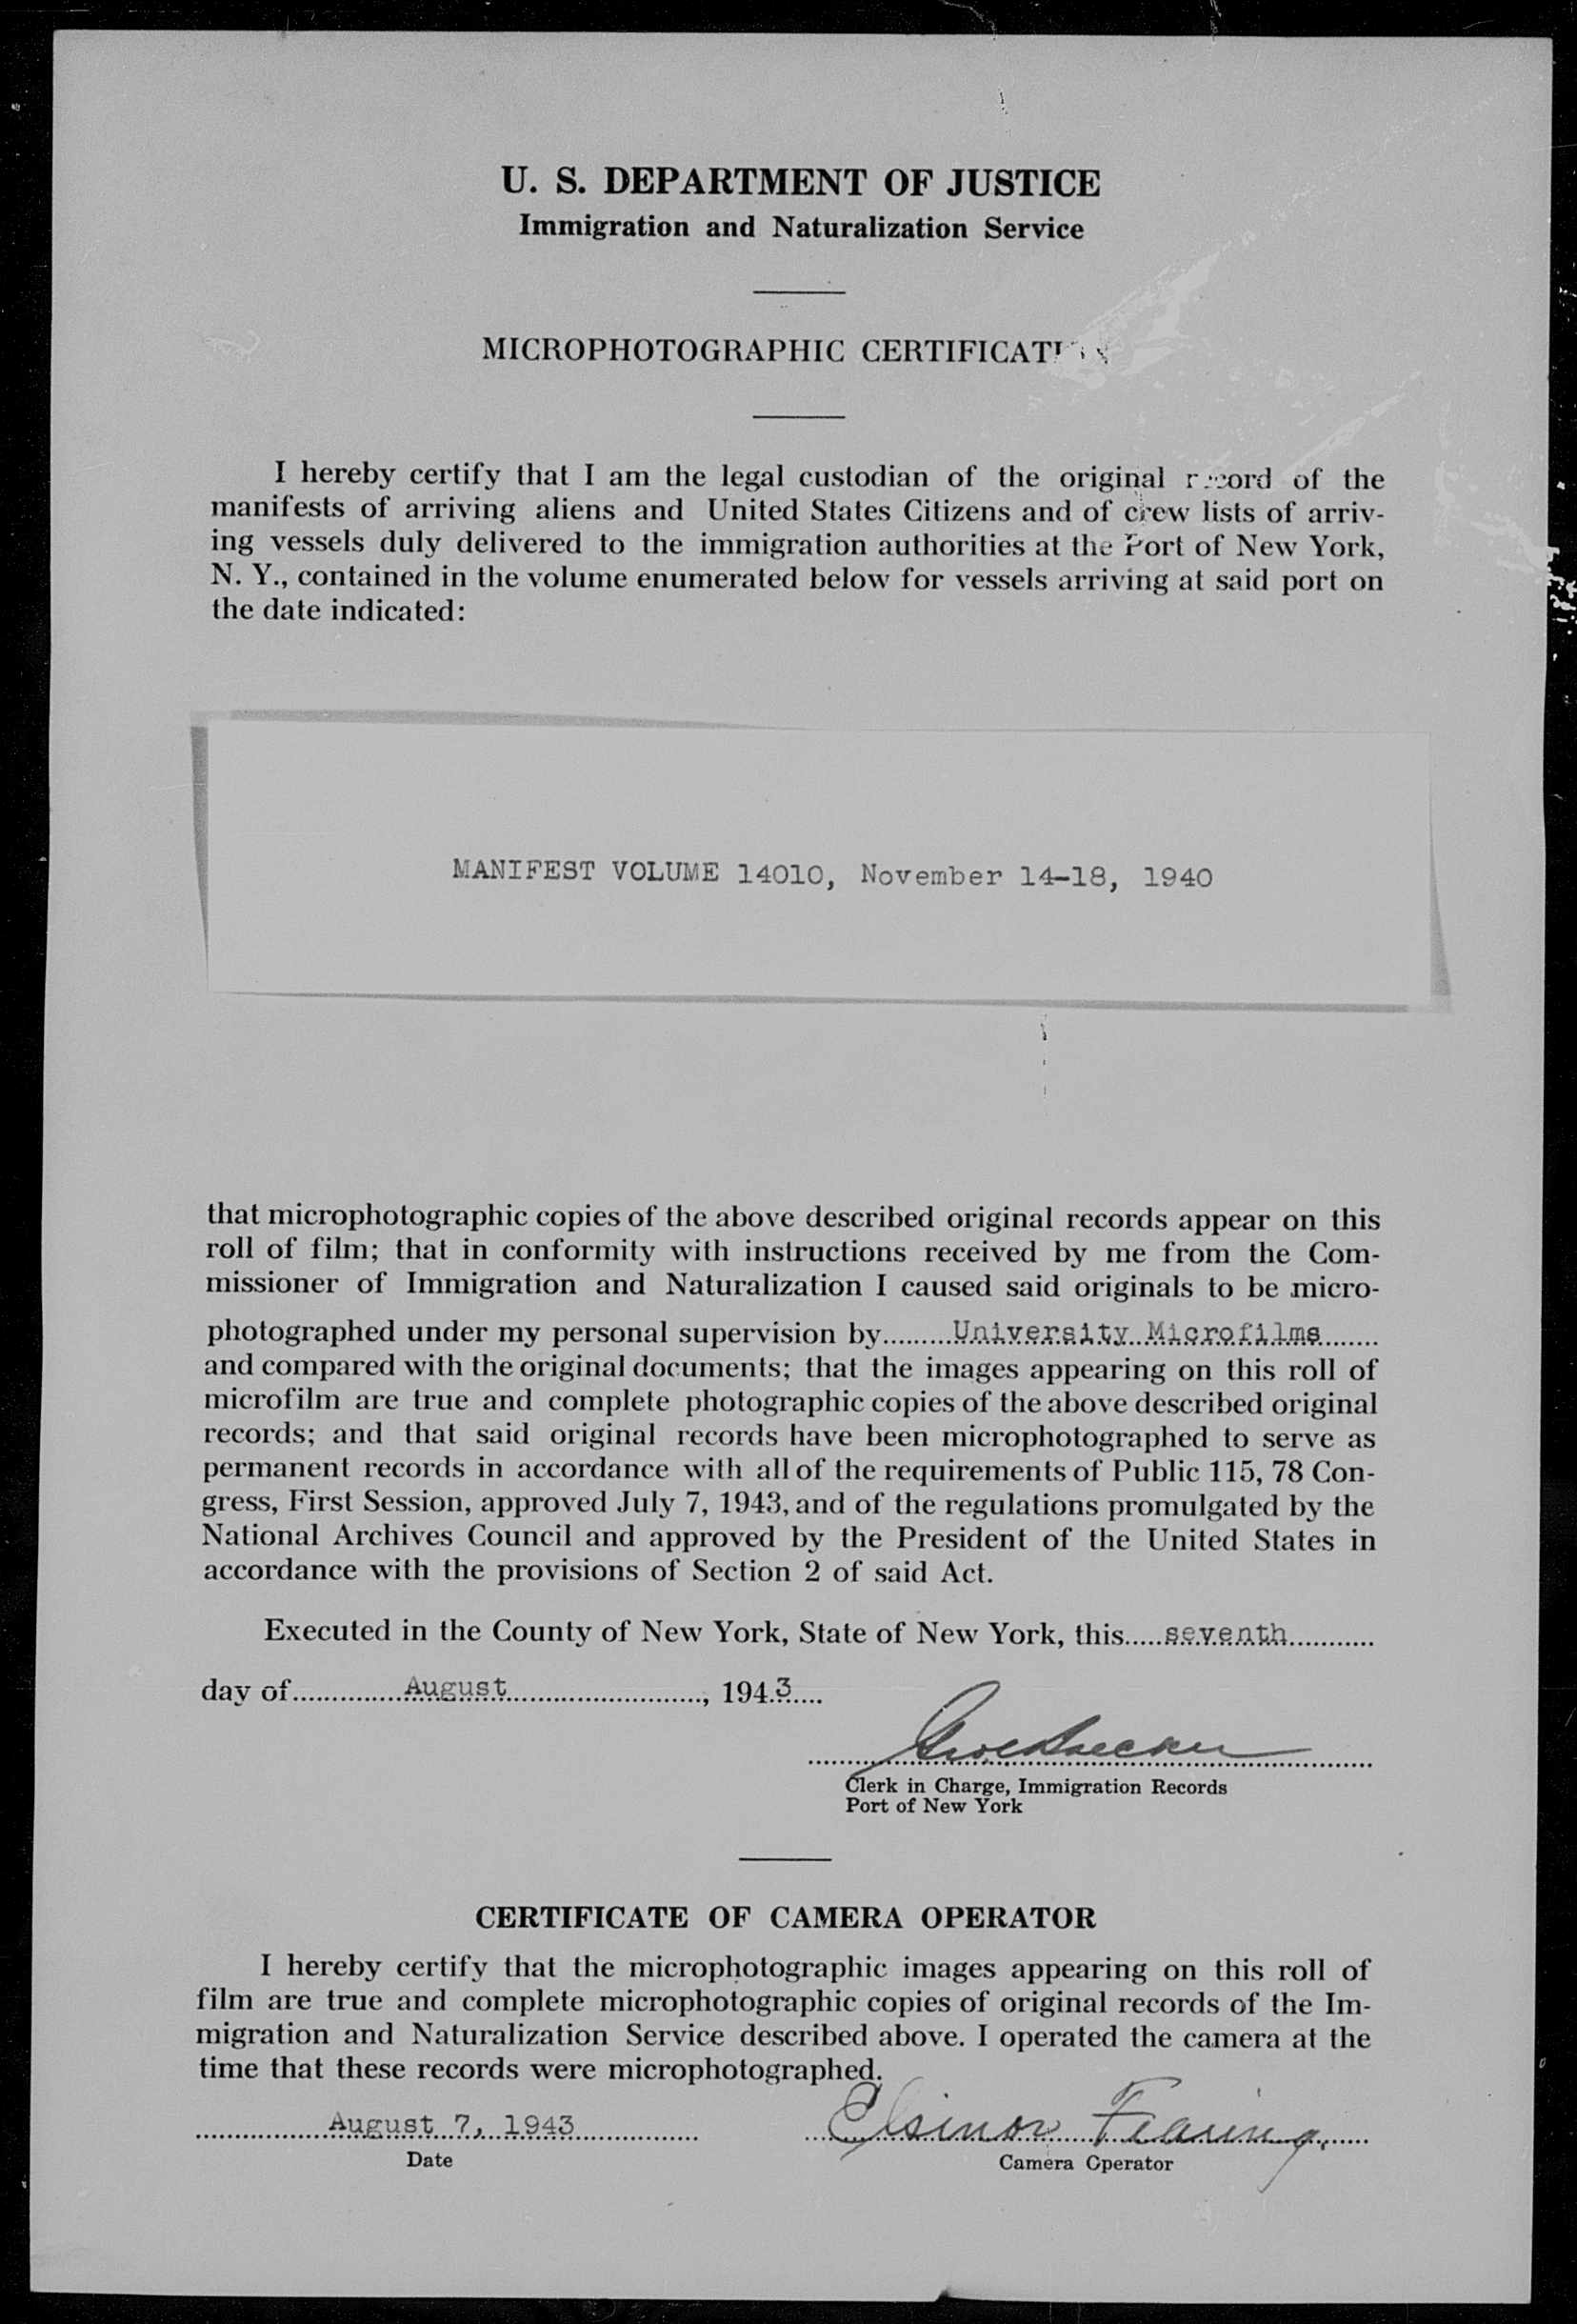 U. S. DEPARTMENT OF JUSTICE
Immigration and Naturalization Service
MICROPHOTOGRAPHIC CERTIFICATION
I hereby certify that I am the legal custodian of the original record of the
manifests of arriving aliens and United States Citizens and of crew lists of arriv-
ing vessels duly delivered to the immigration authorities at the Port of New York,
N. Y., contained in the volume enumerated below for vessels arriving at said port on
the date indicated:
MANIFEST VOLUME 14010, November 14-18, 1940
that microphotographic copies of the above described original records appear on this
roll of film; that in conformity with instructions received by me from the Com-
missioner of Immigration and Naturalization I caused said originals to be micro-
photographed under my personal supervision by University Microfilms
and compared with the original documents; that the images appearing on this roll of
microfilm are true and complete photographic copies of the above described original
records; and that said original records have been microphotographed to serve as
permanent records in accordance with all of the requirements of Public 115, 78 Con-
gress, First Session, approved July 7, 1943, and of the regulations promulgated by the
National Archives Council and approved by the President of the United States in
accordance with the provisions of Section 2 of said Act.
Executed in the County of New York, State of New York, this seventh
day of August, 1943
Clerk in Charge, Immigration Records
Port of New York
CERTIFICATE OF CAMERA OPERATOR
I hereby certify that the microphotographic images appearing on this roll of
film are true and complete microphotographic copies of original records of the Im-
migration and Naturalization Service described above. I operated the camera at the
time that these records were microphotographed.
August 7, 1943 Elsinor Fearing
Date Camera Operator